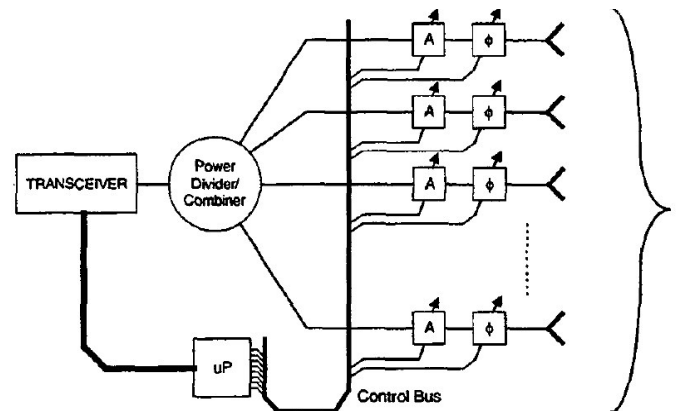 A ϕ
A ϕ
Power
Divider/
Combiner
TRANSCEIVER
A ϕ
A ϕ
uP
Control Bus